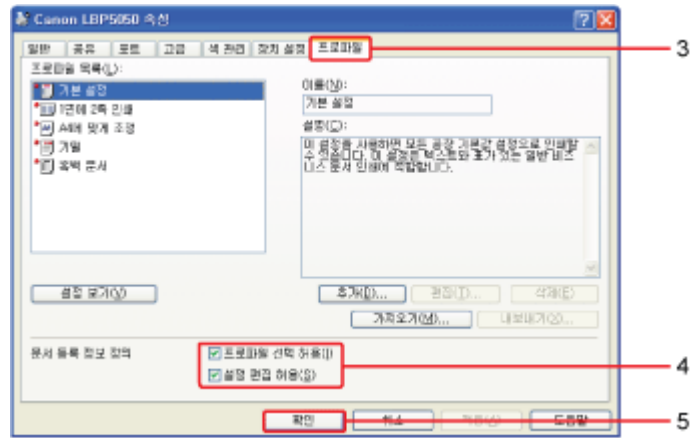 Canon LBP5050 속성
일반 공유 포트 고급 색 관리 장치 설정 프로파일
3
프로파일 목록(L):
기본 설정
1면에 2쪽 인쇄
A4에 맞게 조정
가월
흑백 문서
이름(N):
기본 설정
설명(C):
이 설정을 사용하면 모든 공장 기본값 설정으로 인쇄할
수 있습니다. 이 설정은 텍스트와 표가 있는 일반 비즈
니스 문서 인쇄에 적합합니다.
설정 보기(V)
추가(D)... 편집(T)... 삭제(E)
가져오기(M)... 내보내기(X)...
문서 등록 정보 정의
프로파일 선택 허용(I)
설정 편집 허용(S)
4
확인 취소 적용(A) 도움말
5